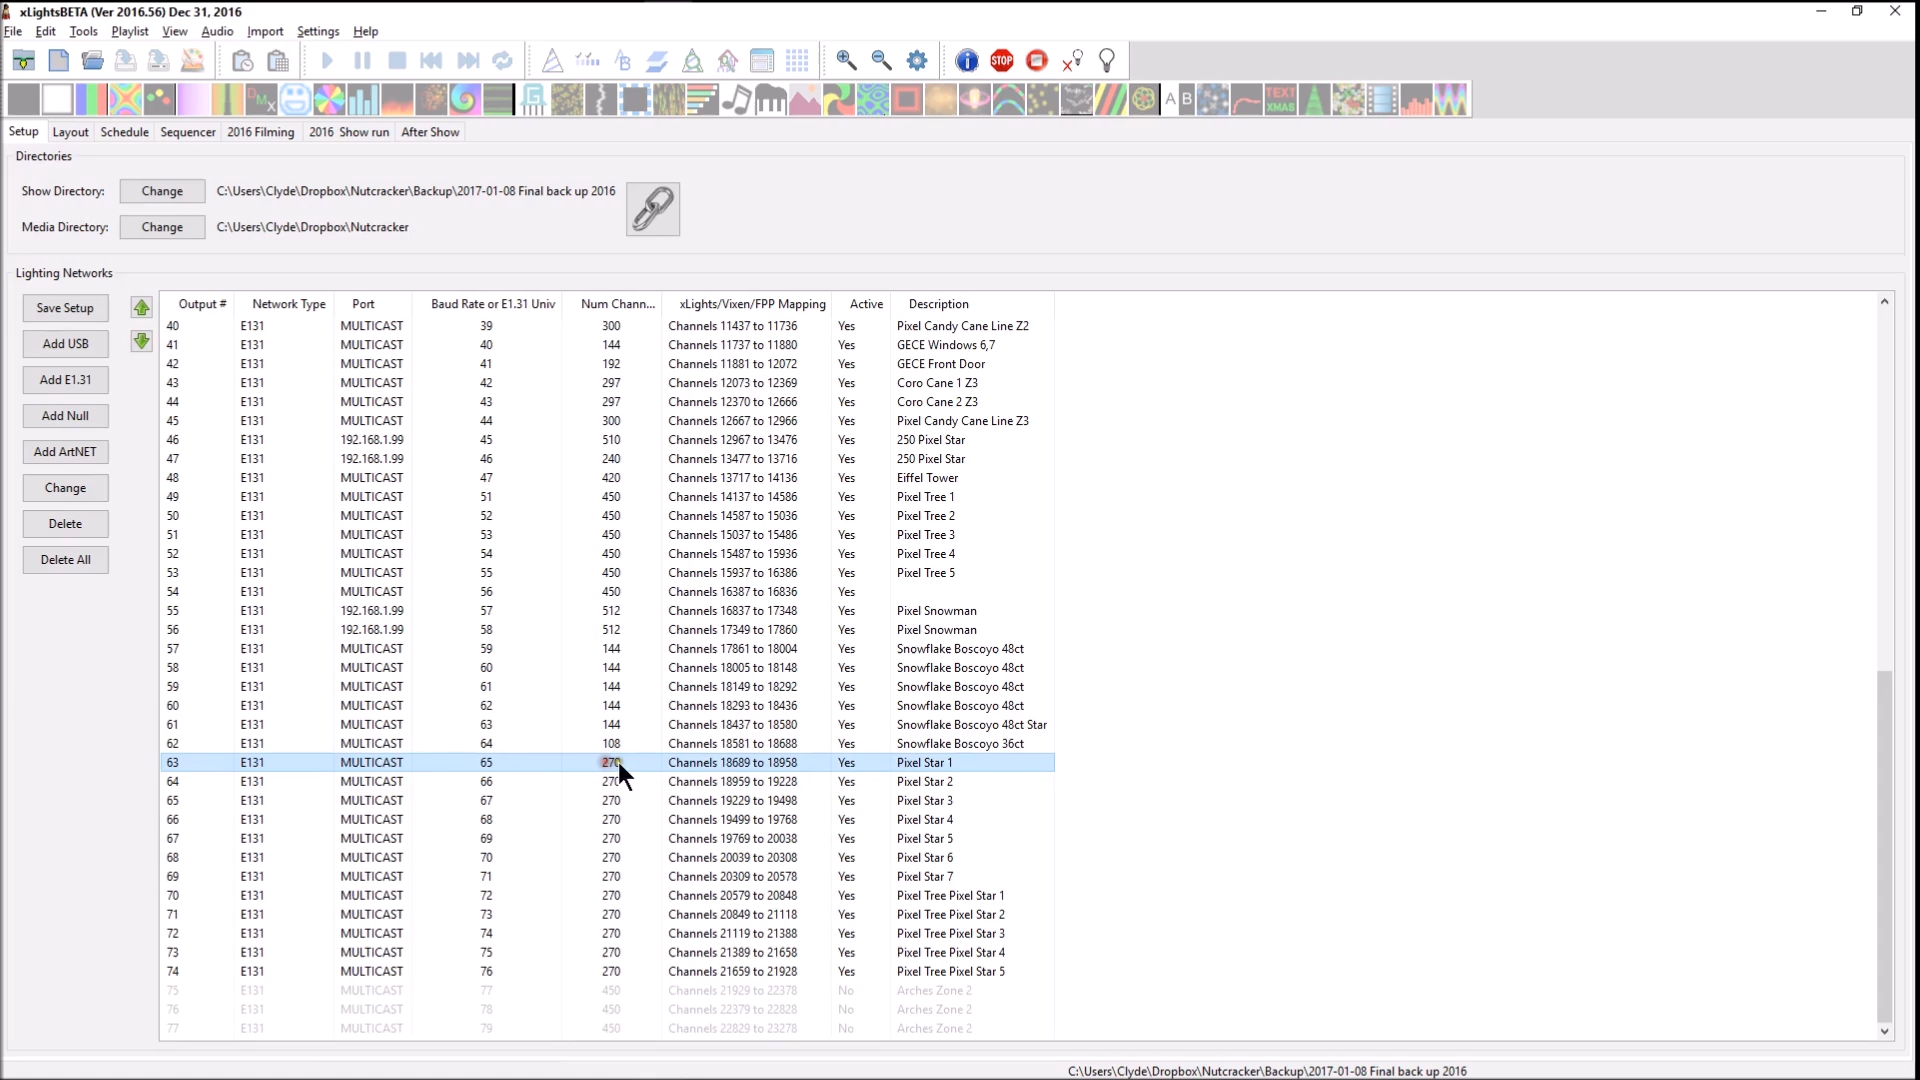 xLightsBETA (Ver 2016.56) Dec 31, 2016
File Edit Tools Playlist View Audio Import Settings Help
STOP
DMX A B TEXT XMAS
Setup Layout Schedule Sequencer 2016 Filming 2016 Show run After Show
Directories
Show Directory: Change C:\Users\Clyde\Dropbox\Nutcracker\Backup\2017-01-08 Final back up 2016
Media Directory: Change C:\Users\Clyde\Dropbox\Nutcracker
Lighting Networks
Save Setup
Add USB
Add E1.31
Add Null
Add ArtNET
Change
Delete
Delete All
Output # Network Type Port Baud Rate or E1.31 Univ Num Chann... xLights/Vixen/FPP Mapping Active Description
40 E131 MULTICAST 39 300 Channels 11437 to 11736 Yes Pixel Candy Cane Line Z2
41 E131 MULTICAST 40 144 Channels 11737 to 11880 Yes GECE Windows 6,7
42 E131 MULTICAST 41 192 Channels 11881 to 12072 Yes GECE Front Door
43 E131 MULTICAST 42 297 Channels 12073 to 12369 Yes Coro Cane 1 Z3
44 E131 MULTICAST 43 297 Channels 12370 to 12666 Yes Coro Cane 2 Z3
45 E131 MULTICAST 44 300 Channels 12667 to 12966 Yes Pixel Candy Cane Line Z3
46 E131 192.168.1.99 45 510 Channels 12967 to 13476 Yes 250 Pixel Star
47 E131 192.168.1.99 46 240 Channels 13477 to 13716 Yes 250 Pixel Star
48 E131 MULTICAST 47 420 Channels 13717 to 14136 Yes Eiffel Tower
49 E131 MULTICAST 51 450 Channels 14137 to 14586 Yes Pixel Tree 1
50 E131 MULTICAST 52 450 Channels 14587 to 15036 Yes Pixel Tree 2
51 E131 MULTICAST 53 450 Channels 15037 to 15486 Yes Pixel Tree 3
52 E131 MULTICAST 54 450 Channels 15487 to 15936 Yes Pixel Tree 4
53 E131 MULTICAST 55 450 Channels 15937 to 16386 Yes Pixel Tree 5
54 E131 MULTICAST 56 450 Channels 16387 to 16836 Yes
55 E131 192.168.1.99 57 512 Channels 16837 to 17348 Yes Pixel Snowman
56 E131 192.168.1.99 58 512 Channels 17349 to 17860 Yes Pixel Snowman
57 E131 MULTICAST 59 144 Channels 17861 to 18004 Yes Snowflake Boscoyo 48ct
58 E131 MULTICAST 60 144 Channels 18005 to 18148 Yes Snowflake Boscoyo 48ct
59 E131 MULTICAST 61 144 Channels 18149 to 18292 Yes Snowflake Boscoyo 48ct
60 E131 MULTICAST 62 144 Channels 18293 to 18436 Yes Snowflake Boscoyo 48ct
61 E131 MULTICAST 63 144 Channels 18437 to 18580 Yes Snowflake Boscoyo 48ct Star
62 E131 MULTICAST 64 108 Channels 18581 to 18688 Yes Snowflake Boscoyo 36ct
63 E131 MULTICAST 65 270 Channels 18689 to 18958 Yes Pixel Star 1
64 E131 MULTICAST 66 270 Channels 18959 to 19228 Yes Pixel Star 2
65 E131 MULTICAST 67 270 Channels 19229 to 19498 Yes Pixel Star 3
66 E131 MULTICAST 68 270 Channels 19499 to 19768 Yes Pixel Star 4
67 E131 MULTICAST 69 270 Channels 19769 to 20038 Yes Pixel Star 5
68 E131 MULTICAST 70 270 Channels 20039 to 20308 Yes Pixel Star 6
69 E131 MULTICAST 71 270 Channels 20309 to 20578 Yes Pixel Star 7
70 E131 MULTICAST 72 270 Channels 20579 to 20848 Yes Pixel Tree Pixel Star 1
71 E131 MULTICAST 73 270 Channels 20849 to 21118 Yes Pixel Tree Pixel Star 2
72 E131 MULTICAST 74 270 Channels 21119 to 21388 Yes Pixel Tree Pixel Star 3
73 E131 MULTICAST 75 270 Channels 21389 to 21658 Yes Pixel Tree Pixel Star 4
74 E131 MULTICAST 76 270 Channels 21659 to 21928 Yes Pixel Tree Pixel Star 5
75 E131 MULTICAST 77 450 Channels 21929 to 22378 No Arches Zone 2
76 E131 MULTICAST 78 450 Channels 22379 to 22828 No Arches Zone 2
77 E131 MULTICAST 79 450 Channels 22829 to 23278 No Arches Zone 2
C:\Users\Clyde\Dropbox\Nutcracker\Backup\2017-01-08 Final back up 2016